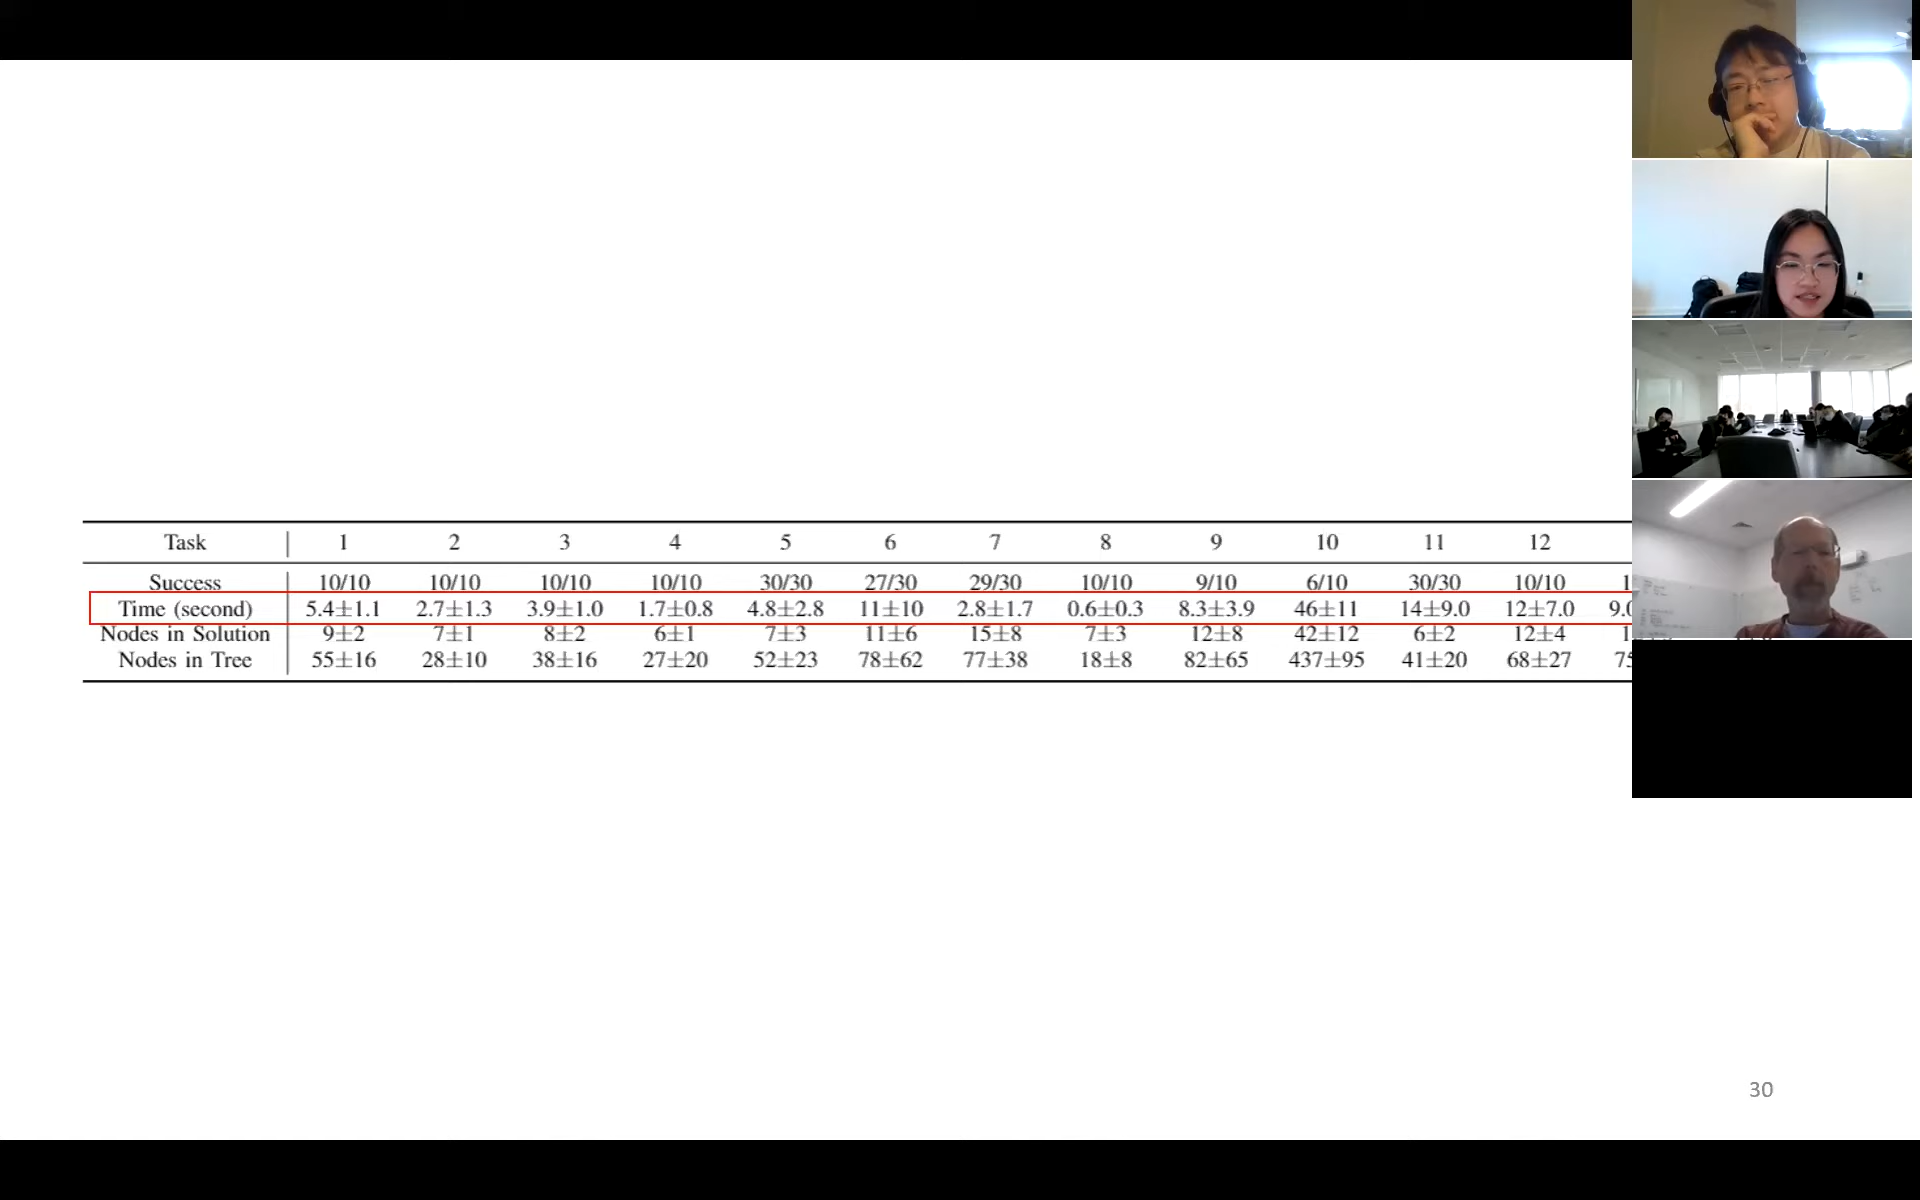 Task 1 2 3 4 5 6 7 8 9 10 11 12
Success 10/10 10/10 10/10 10/10 30/30 27/30 29/30 10/10 9/10 6/10 30/30 10/10 1
Time (second) 5.4±1.1 2.7±1.3 3.9±1.0 1.7±0.8 4.8±2.8 11±10 2.8±1.7 0.6±0.3 8.3±3.9 46±11 14±9.0 12±7.0 9.0
Nodes in Solution 9±2 7±1 8±2 6±1 7±3 11±6 15±8 7±3 12±8 42±12 6±2 12±4 1
Nodes in Tree 55±16 28±10 38±16 27±20 52±23 78±62 77±38 18±8 82±65 437±95 41±20 68±27 75
30